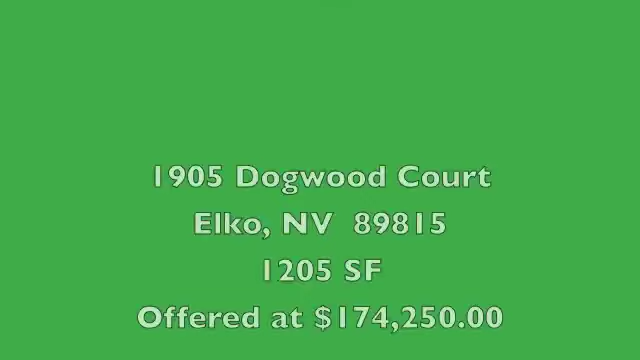 1905 Dogwood Court
Elko, NV  89815
1205 SF
Offered at $174,250.00